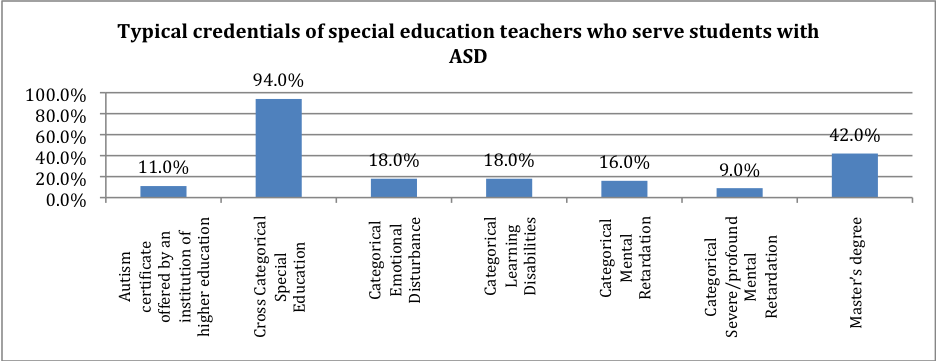 Typical credentials of special education teachers who serve students with
ASD
100.0%
80.0%
60.0%
40.0%
20.0%
0.0%
11.0%
94.0%
18.0%
18.0%
16.0%
9.0%
42.0%
Autism
certificate
offered by an
institution of
higher education
Cross Categorical
Special
Education
Categorical
Emotional
Disturbance
Categorical
Learning
Disabilities
Categorical
Mental
Retardation
Categorical
Severe/profound
Mental
Retardation
Master's degree